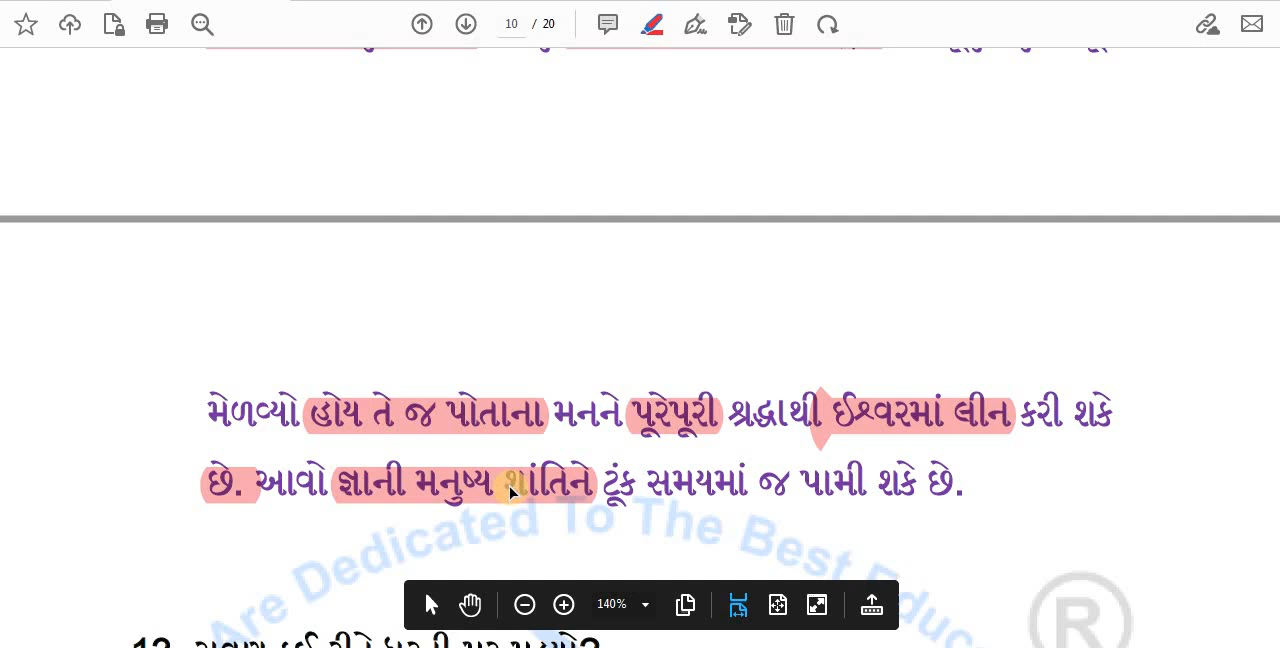 10 / 20
મેળવ્યો હોય તે જ પોતાના મનને પૂરેપૂરી શ્રદ્ધાથી ઈશ્વરમાં લીન કરી શકે
છે. આવો જ્ઞાની મનુષ્ય શાંતિને ટૂંક સમયમાં જ પામી શકે છે.
Are Dedicated To The Best Educ
R
140%